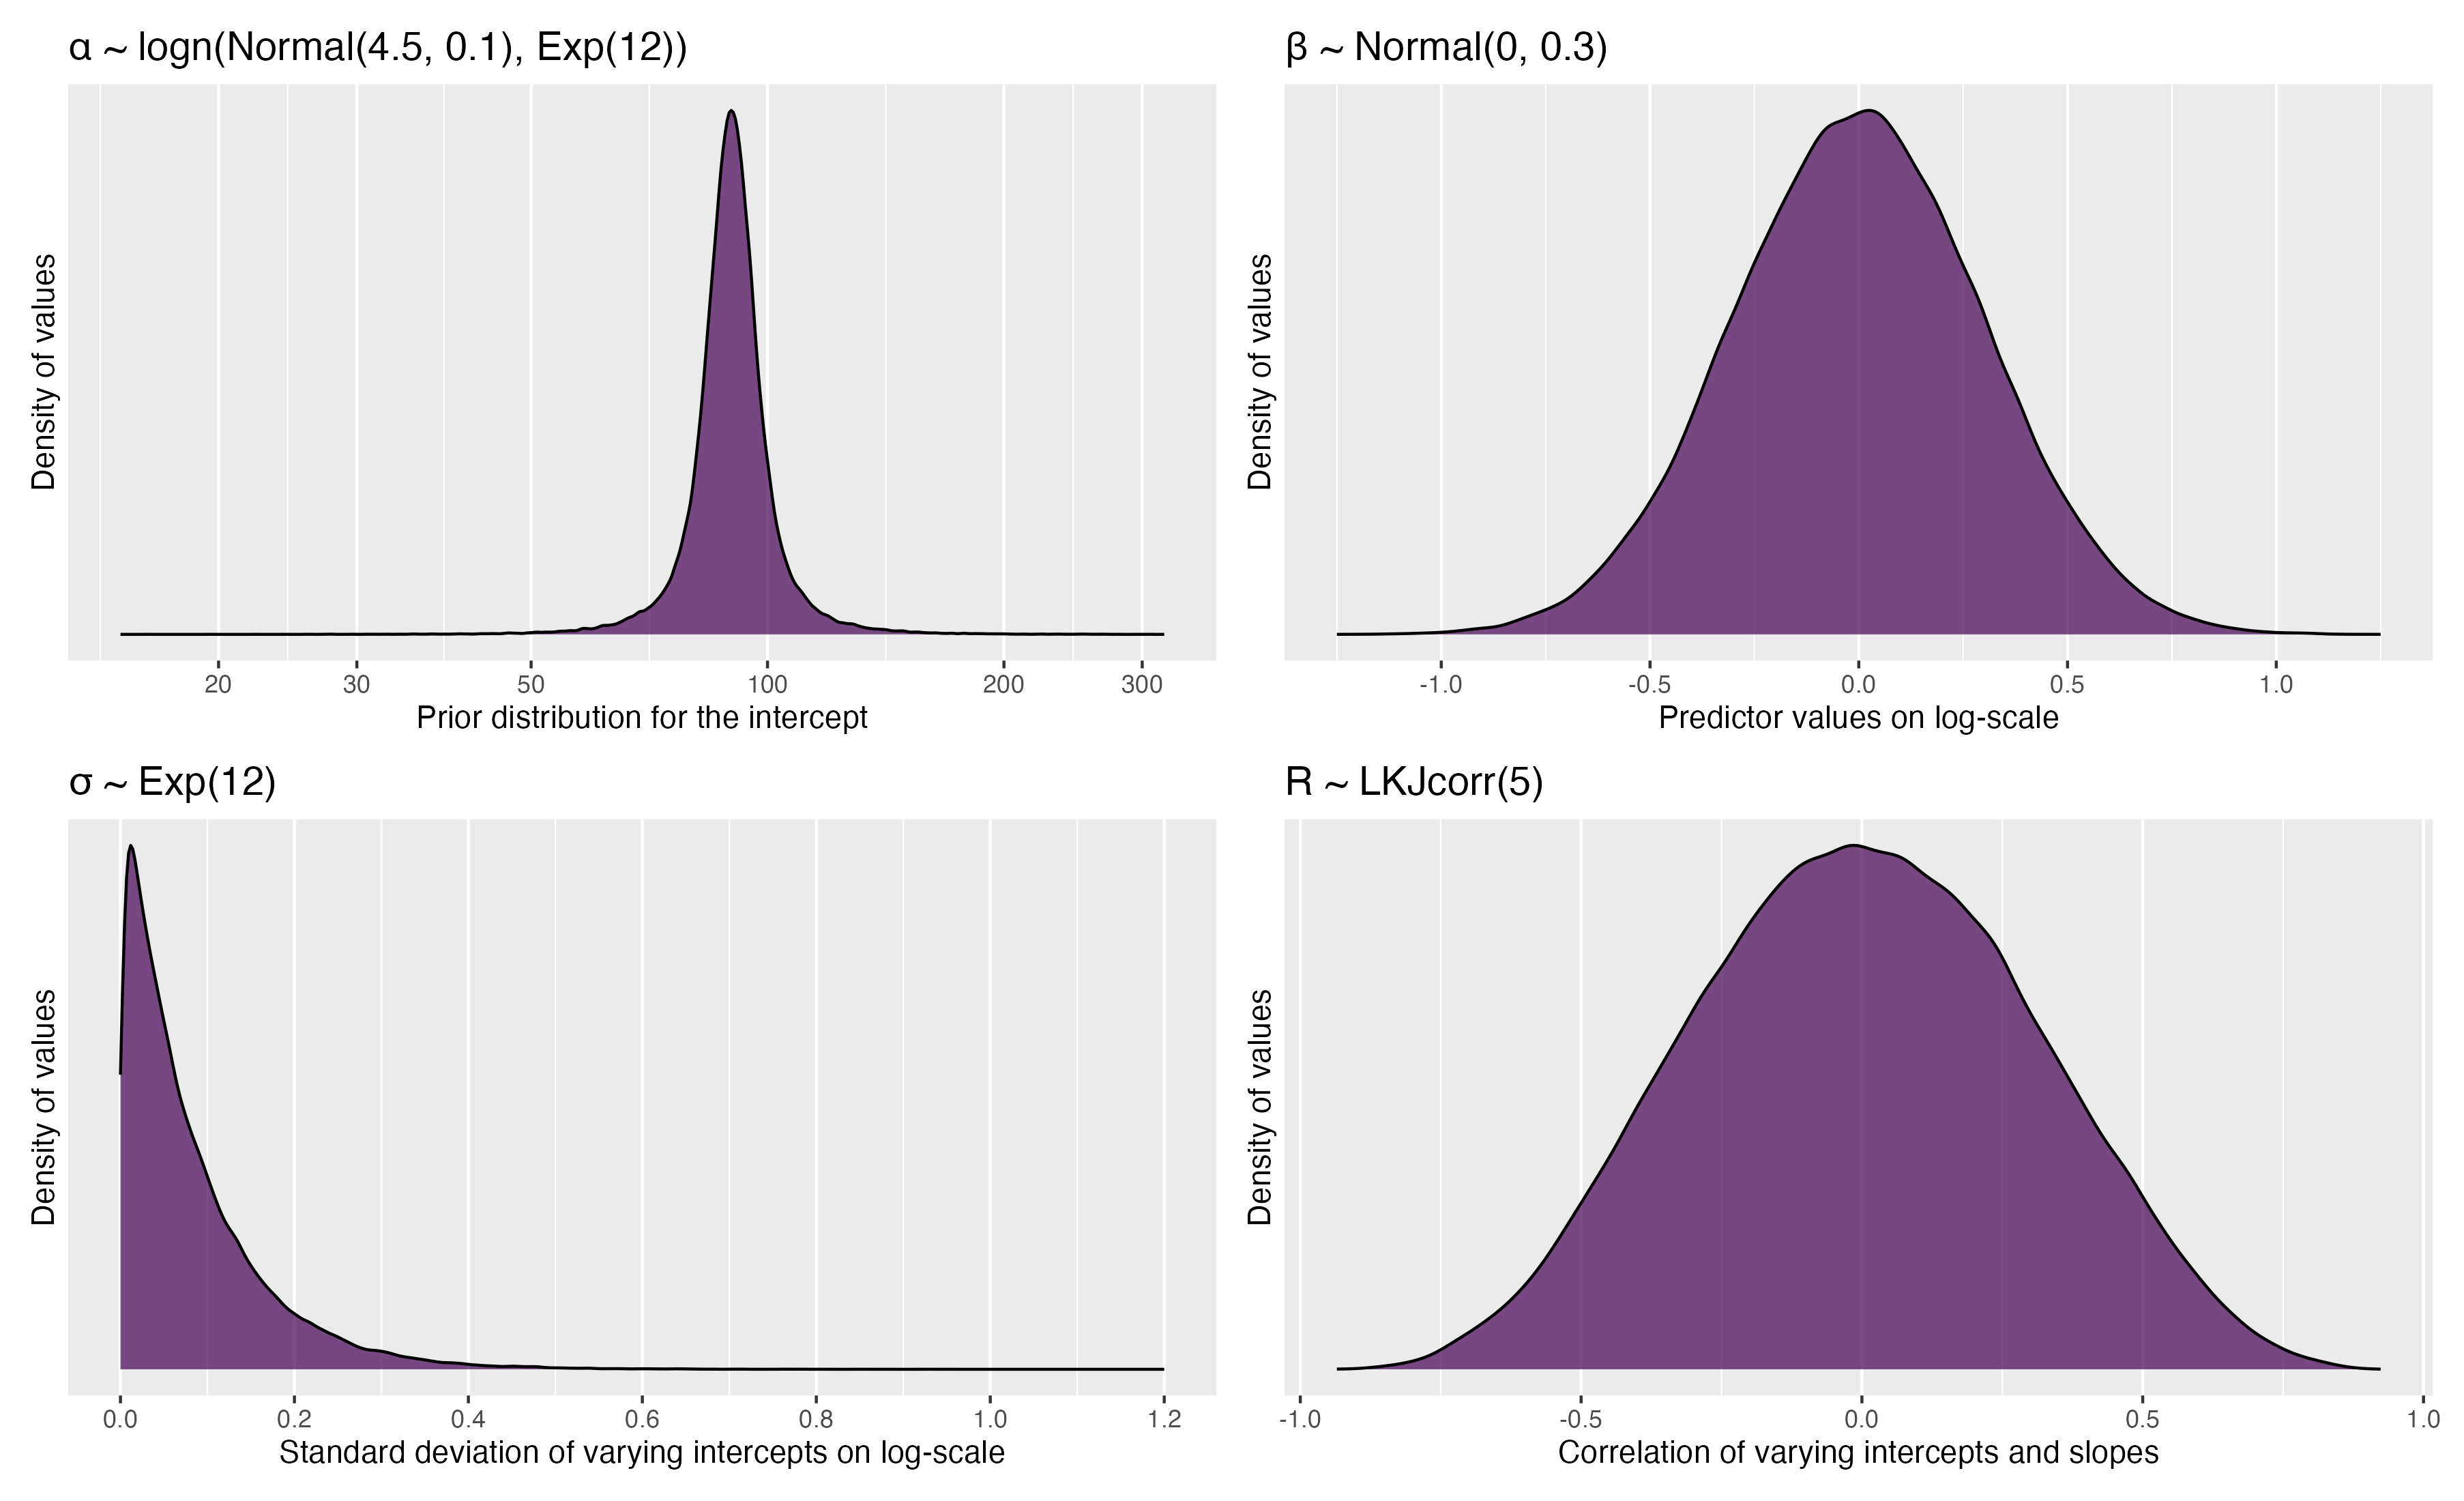 α ~ logn(Normal(4.5, 0.1), Exp(12))
Density of values
20 30 50 100 200 300
Prior distribution for the intercept
β ~ Normal(0, 0.3)
Density of values
-1.0 -0.5 0.0 0.5 1.0
Predictor values on log-scale
σ ~ Exp(12)
Density of values
0.0 0.2 0.4 0.6 0.8 1.0 1.2
Standard deviation of varying intercepts on log-scale
R ~ LKJcorr(5)
Density of values
-1.0 -0.5 0.0 0.5 1.0
Correlation of varying intercepts and slopes